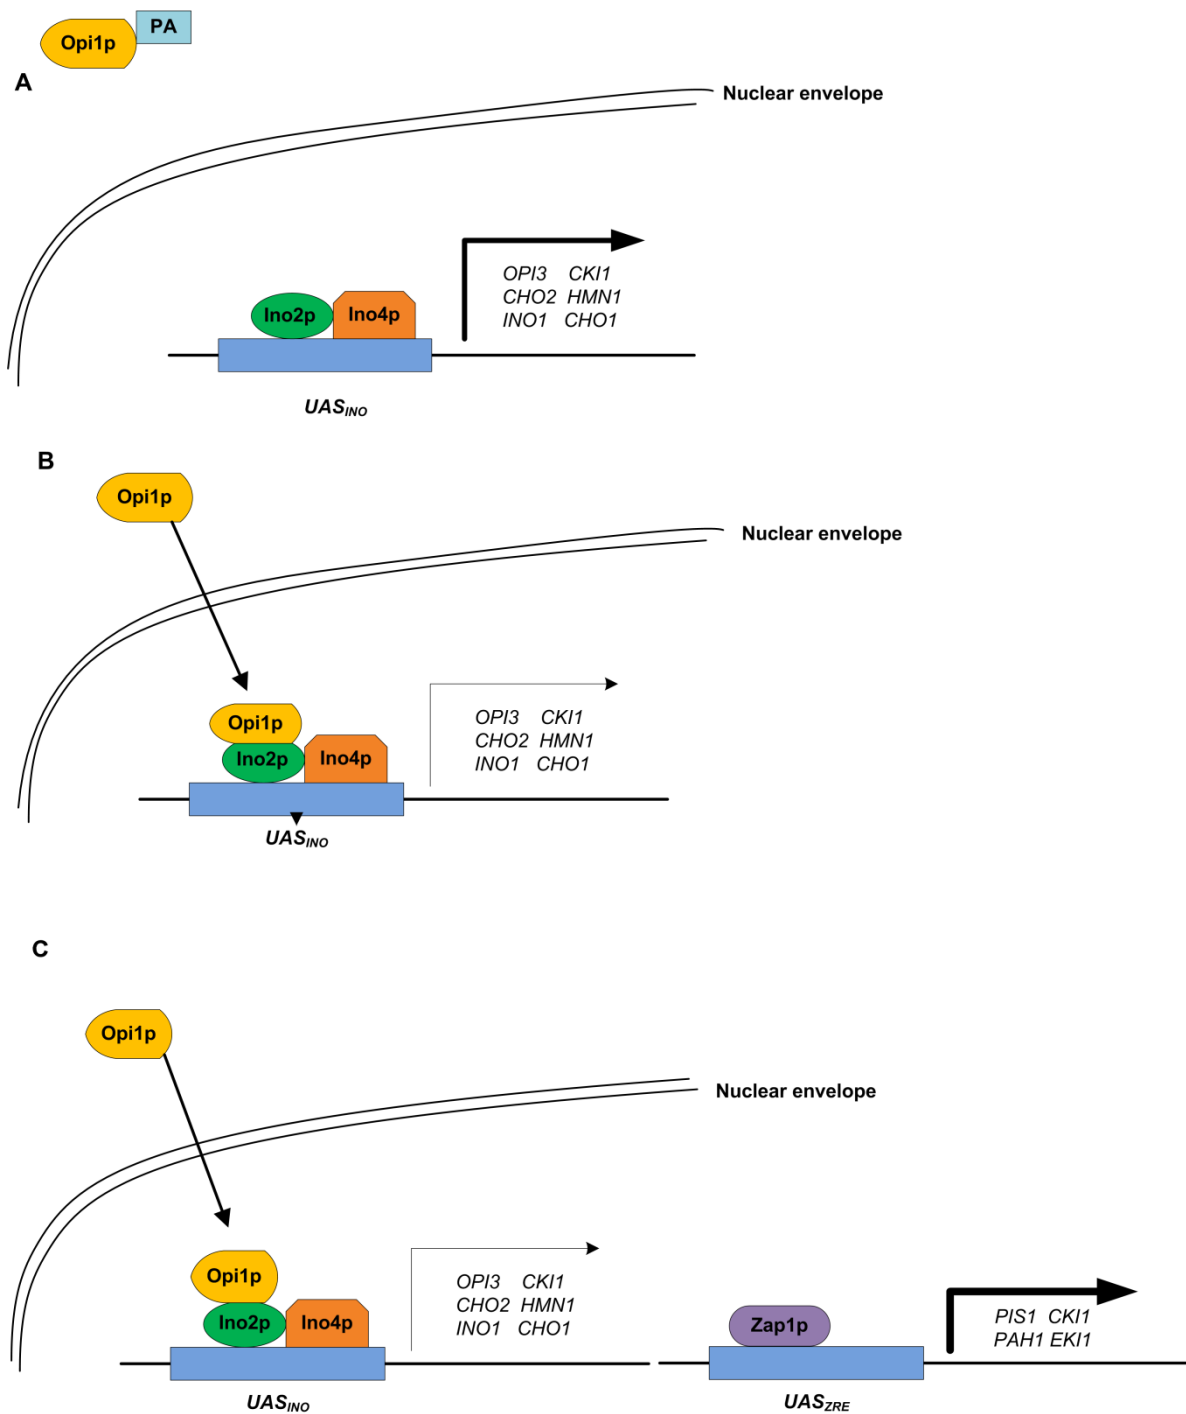 Opi1p PA
A
Nuclear envelope
OPI3 CKI1
CHO2 HMN1
INO1 CHO1
Ino2p Ino4p
UASINO
B
Opi1p
Nuclear envelope
Opi1p
Ino2p Ino4p
OPI3 CKI1
CHO2 HMN1
INO1 CHO1
UASINO
C
Opi1p
Nuclear envelope
Opi1p
Ino2p Ino4p
OPI3 CKI1
CHO2 HMN1
INO1 CHO1
UASINO
Zap1p
PIS1 CKI1
PAH1 EKI1
UASZRE